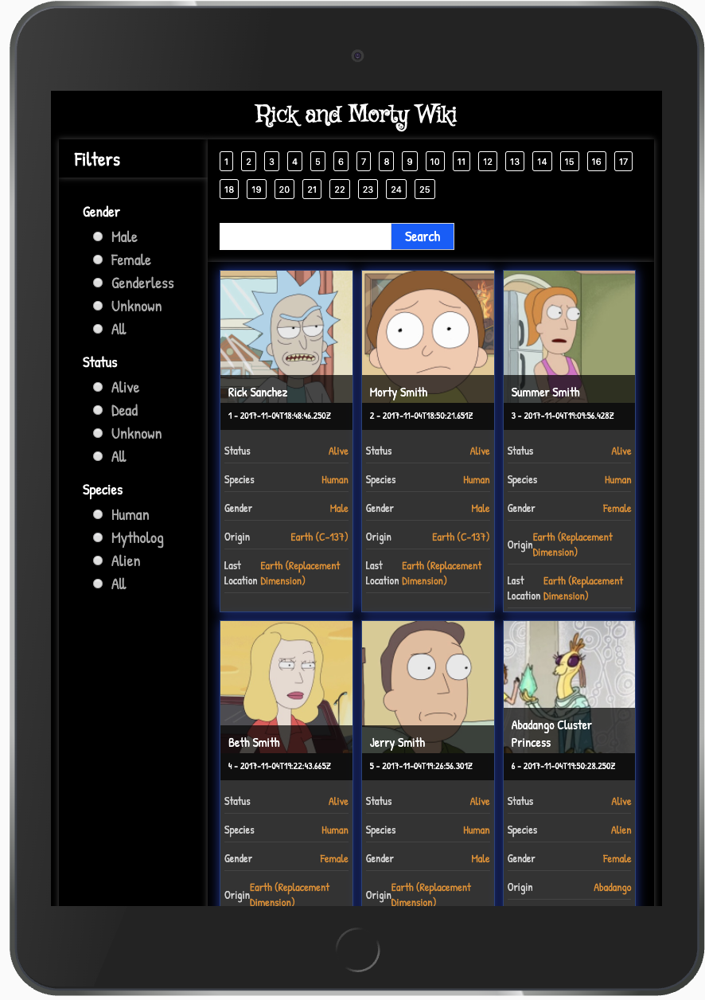 Rick and Morty Wiki
Filters
Gender
Male
Female
Genderless
Unknown
All
Status
Alive
Dead
Unknown
All
Species
Human
Mytholog
Alien
All
1 2 3 4 5 6 7 8 9 10 11 12 13 14 15 16 17
18 19 20 21 22 23 24 25
Search
Rick Sanchez
1 - 2017-11-04T18:48:46.250Z
Status Alive
Species Human
Gender Male
Origin Earth (C-137)
Last Earth (Replacement
Location Dimension)
Morty Smith
2 - 2017-11-04T18:50:21.651Z
Status Alive
Species Human
Gender Male
Origin Earth (C-137)
Last Earth (Replacement
Location Dimension)
Summer Smith
3 - 2017-11-04T19:09:56.428Z
Status Alive
Species Human
Gender Female
Origin Earth (Replacement
Dimension)
Last Earth (Replacement
Location Dimension)
Beth Smith
4 - 2017-11-04T19:22:43.665Z
Status Alive
Species Human
Gender Female
Origin Earth (Replacement
Dimension)
Jerry Smith
5 - 2017-11-04T19:26:56.301Z
Status Alive
Species Human
Gender Male
Origin Earth (Replacement
Dimension)
Abadango Cluster
Princess
6 - 2017-11-04T19:50:28.250Z
Status Alive
Species Alien
Gender Female
Origin Abadango